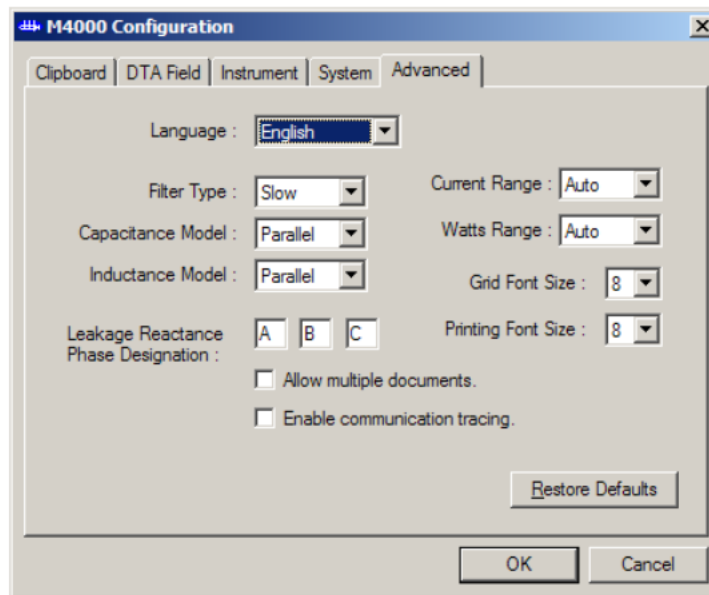 M4000 Configuration
Clipboard DTA Field Instrument System Advanced
Language : English
Filter Type : Slow Current Range : Auto
Capacitance Model : Parallel Watts Range : Auto
Inductance Model : Parallel Grid Font Size : 8
Leakage Reactance A B C Printing Font Size : 8
Phase Designation :
Allow multiple documents.
Enable communication tracing.
Restore Defaults
OK Cancel